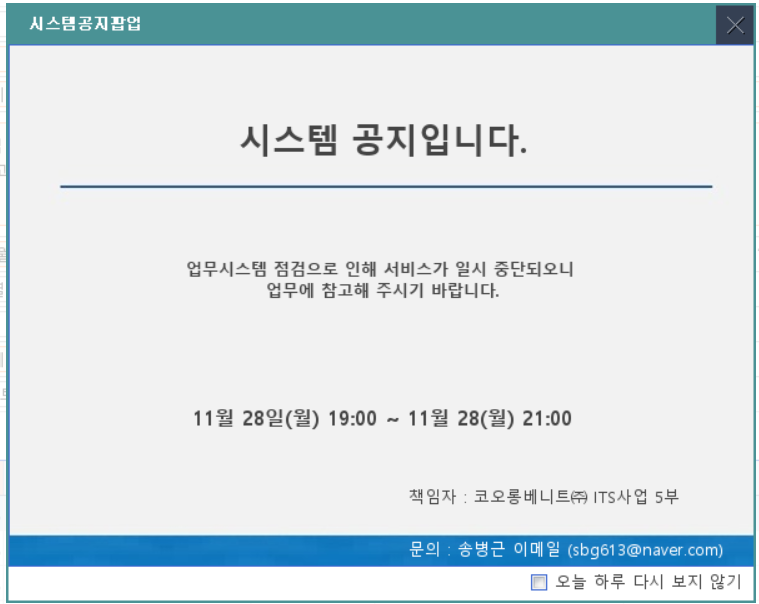 시스템공지팝업
시스템 공지입니다.
업무시스템 점검으로 인해 서비스가 일시 중단되오니
업무에 참고해 주시기 바랍니다.
11월 28일(월) 19:00 ~ 11월 28(월) 21:00
책임자 : 코오롱베니트㈜ ITS사업 5부
문의 : 송병근 이메일 (sbg613@naver.com)
오늘 하루 다시 보지 않기